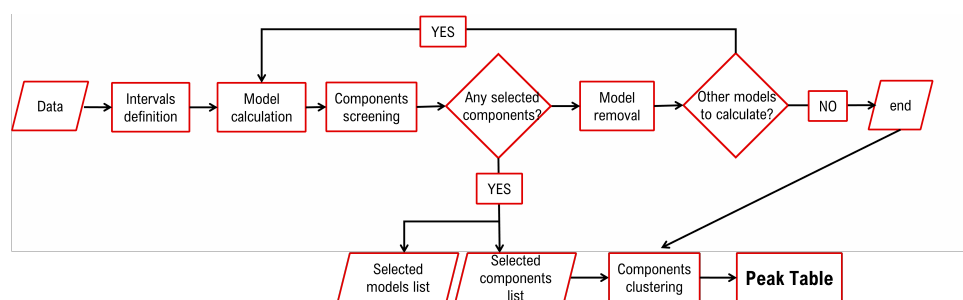 YES
Data
Intervals
definition
Model
calculation
Components
screening
Any selected
components?
Model
removal
Other models
to calculate?
NO
end
YES
Selected
models list
Selected
components
list
Components
clustering
Peak Table